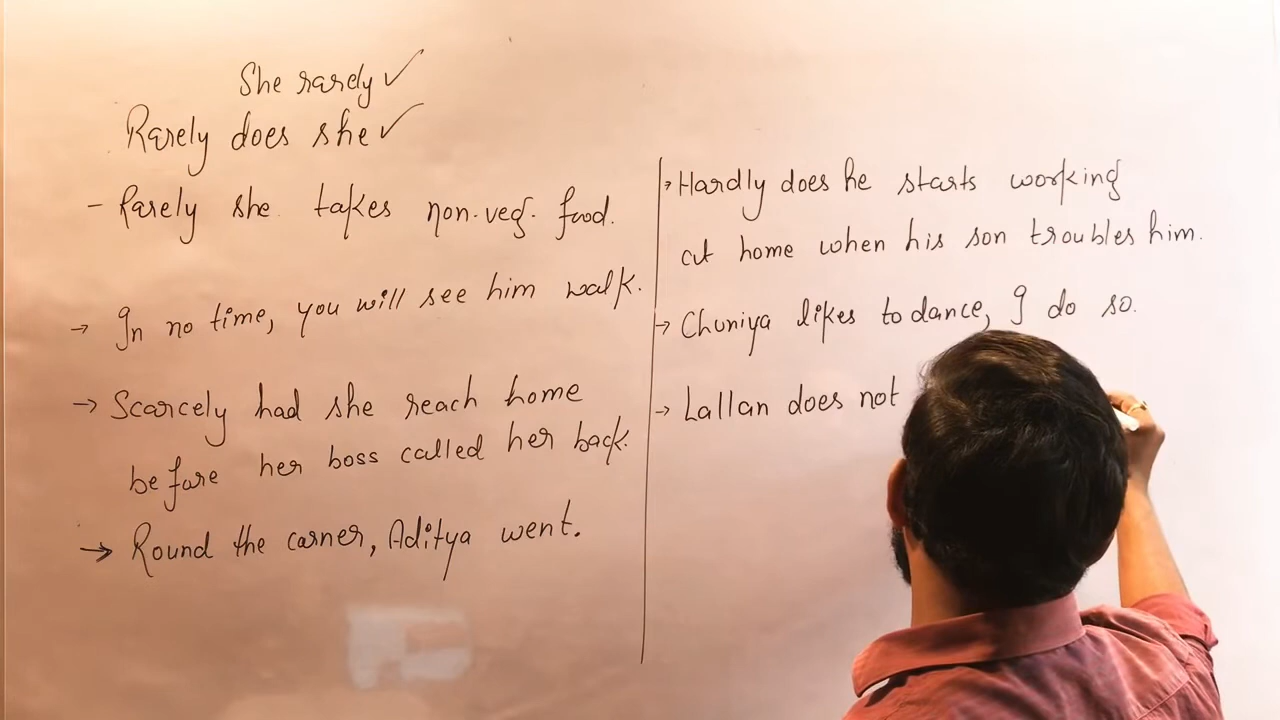 She rarely ✓
Rarely does she ✓
- Rarely she takes non-veg. food.
→ In no time, you will see him walk.
→ Scarcely had she reach home
before her boss called her back.
→ Round the corner, Aditya went.
→ Hardly does he starts working
at home when his son troubles him.
→ Chuniya likes to dance, I do so.
→ Lallan does not